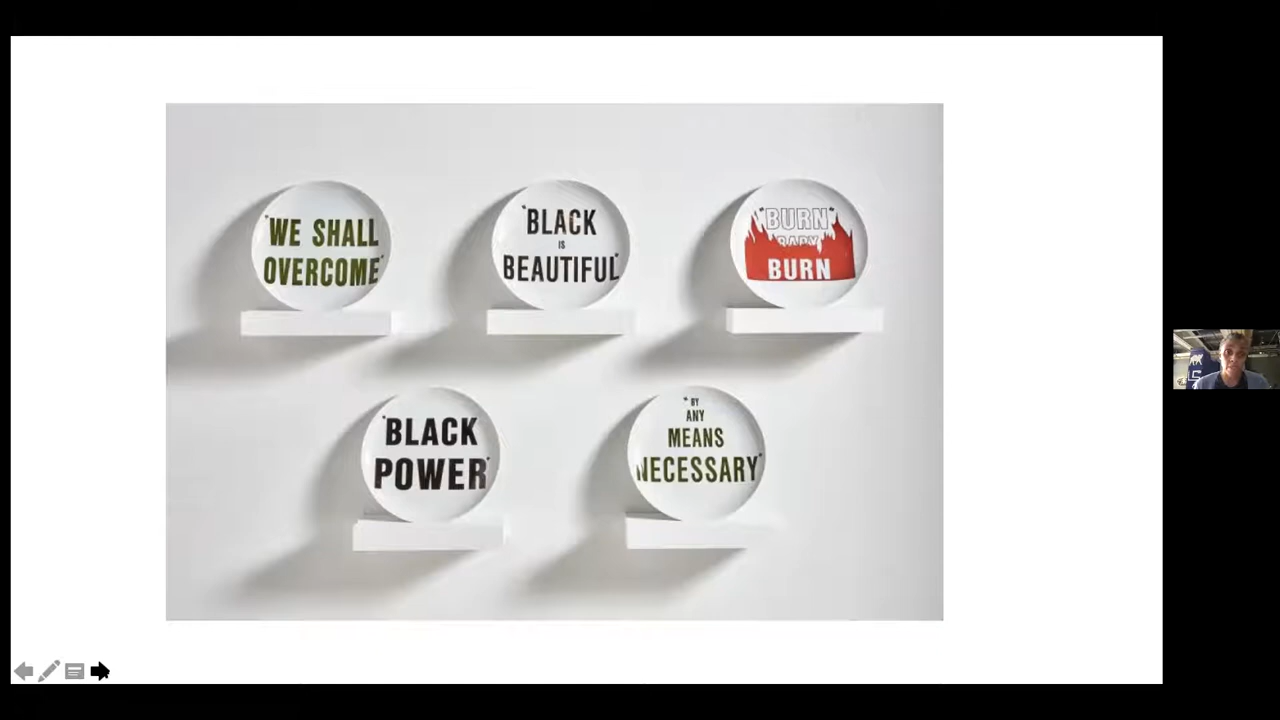 "WE SHALL
OVERCOME"
"BLACK
IS
BEAUTIFUL"
"BURN"
BABY
BURN
"BLACK
POWER"
"BY
ANY
MEANS
NECESSARY"